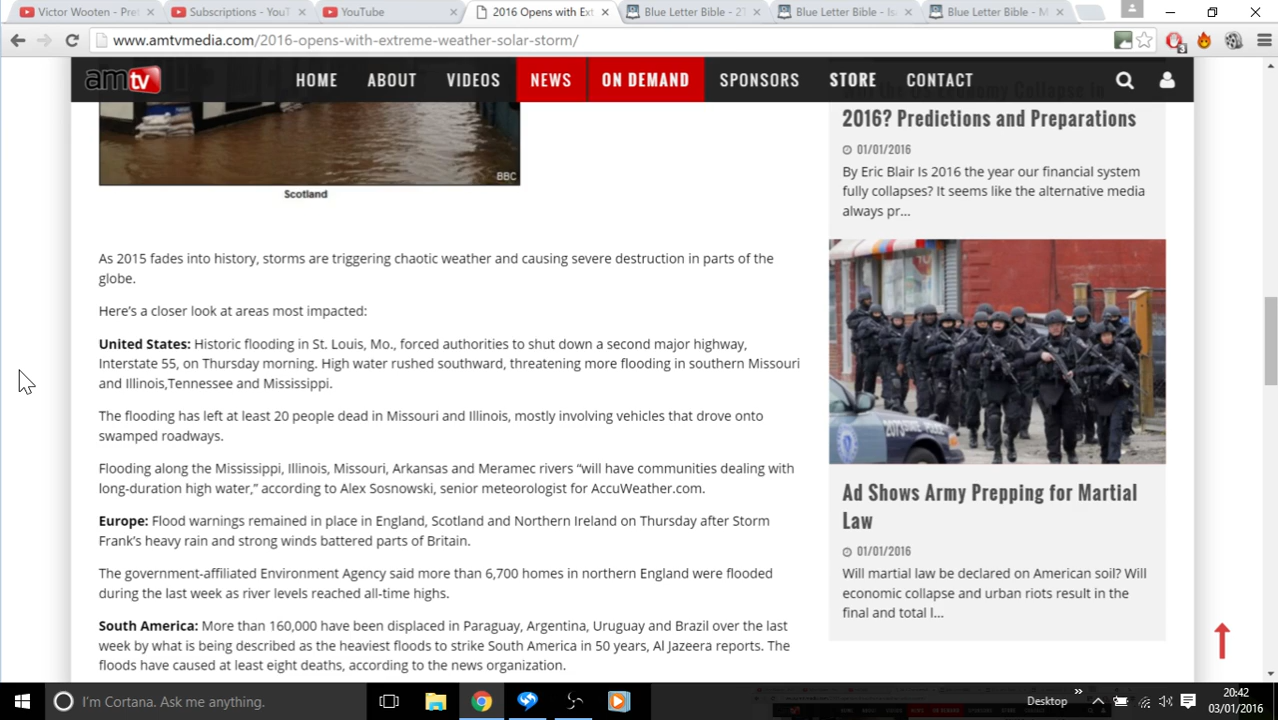 Victor Wooten - Pre
Subscriptions - YouT
YouTube
2016 Opens with Ext
Blue Letter Bible - 2T
Blue Letter Bible - Isa
Blue Letter Bible - M
www.amtvmedia.com/2016-opens-with-extreme-weather-solar-storm/
3
amtv
HOME
ABOUT
VIDEOS
NEWS
ON DEMAND
SPONSORS
STORE
CONTACT
BBC
Scotland
As 2015 fades into history, storms are triggering chaotic weather and causing severe destruction in parts of the
globe.
Here's a closer look at areas most impacted:
United States: Historic flooding in St. Louis, Mo., forced authorities to shut down a second major highway,
Interstate 55, on Thursday morning. High water rushed southward, threatening more flooding in southern Missouri
and Illinois,Tennessee and Mississippi.
The flooding has left at least 20 people dead in Missouri and Illinois, mostly involving vehicles that drove onto
swamped roadways.
Flooding along the Mississippi, Illinois, Missouri, Arkansas and Meramec rivers “will have communities dealing with
long-duration high water,” according to Alex Sosnowski, senior meteorologist for AccuWeather.com.
Europe: Flood warnings remained in place in England, Scotland and Northern Ireland on Thursday after Storm
Frank's heavy rain and strong winds battered parts of Britain.
The government-affiliated Environment Agency said more than 6,700 homes in northern England were flooded
during the last week as river levels reached all-time highs.
South America: More than 160,000 have been displaced in Paraguay, Argentina, Uruguay and Brazil over the last
week by what is being described as the heaviest floods to strike South America in 50 years, Al Jazeera reports. The
floods have caused at least eight deaths, according to the news organization.
Collapse in
2016? Predictions and Preparations
01/01/2016
By Eric Blair Is 2016 the year our financial system
fully collapses? It seems like the alternative media
always pr...
Ad Shows Army Prepping for Martial
Law
01/01/2016
Will martial law be declared on American soil? Will
economic collapse and urban riots result in the
final and total l...
I'm Cortana. Ask me anything.
Desktop
20:42
03/01/2016